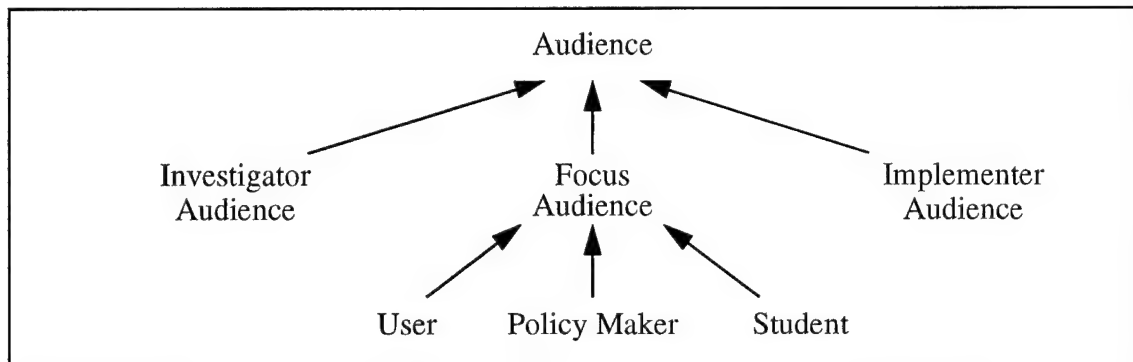 Audience
Investigator
Audience
Focus
Audience
Implementer
Audience
User
Policy Maker
Student